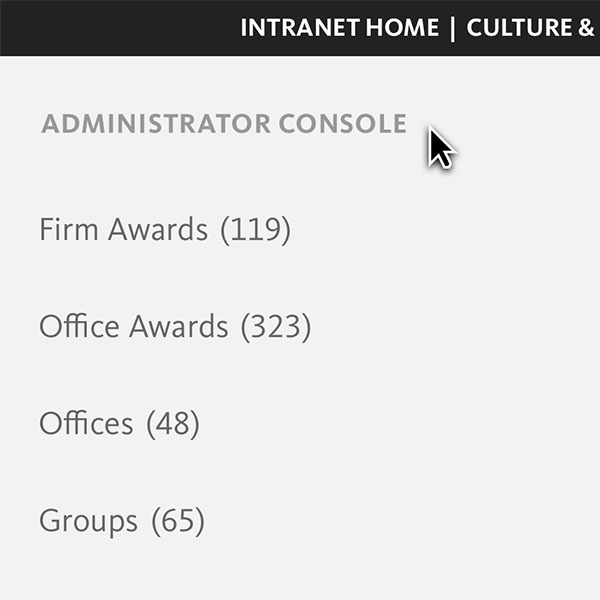 INTRANET HOME | CULTURE &
ADMINISTRATOR CONSOLE
Firm Awards (119)
Office Awards (323)
Offices (48)
Groups (65)